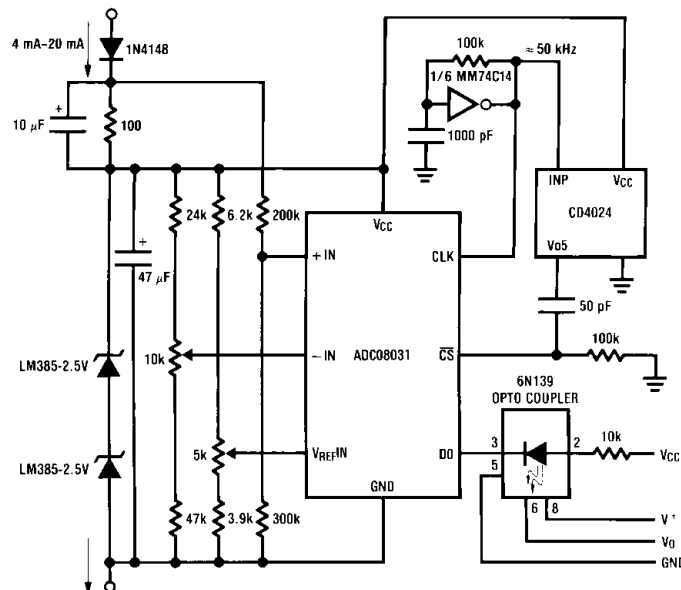 4 mA–20 mA
1N4148
10 µF
100
100k
≈ 50 kHz
1/6 MM74C14
1000 pF
INP
VCC
CD4024
V05
24k
6.2k
200k
VCC
+ IN
CLK
47 µF
50 pF
LM385-2.5V
10k
– IN
ADC08031
CS
100k
6N139
OPTO COUPLER
LM385-2.5V
5k
VREFIN
DO
3
2
10k
VCC
5
GND
6
8
47k
3.9k
300k
V+
V0
GND